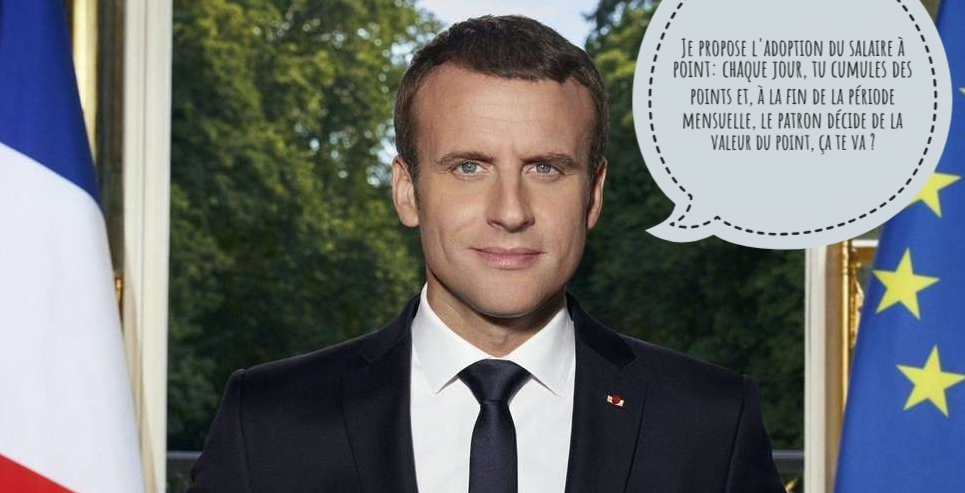 JE PROPOSE L'ADOPTION DU SALAIRE À
POINT: CHAQUE JOUR, TU CUMULES DES
POINTS ET, À LA FIN DE LA PÉRIODE
MENSUELLE, LE PATRON DÉCIDE DE LA
VALEUR DU POINT, ÇA TE VA ?